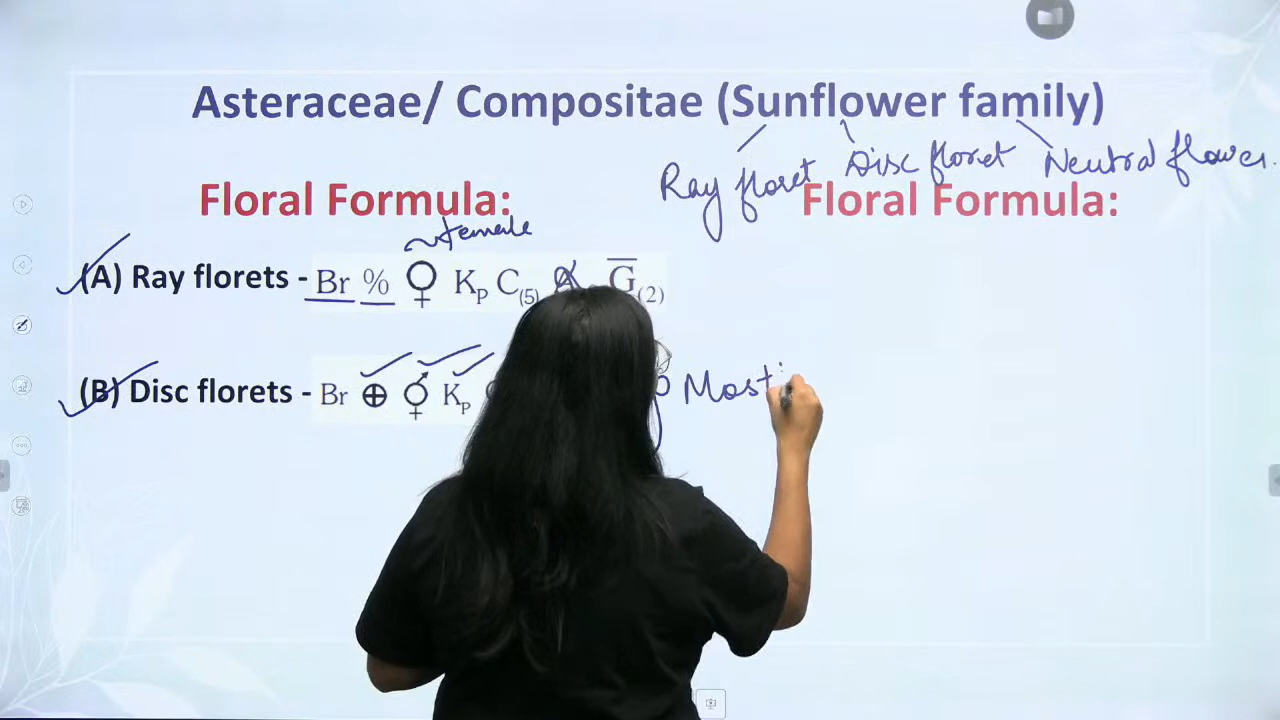 Asteraceae/ Compositae (Sunflower family)
Ray floret Disc floret Neutral flower.
Floral Formula: Floral Formula:
female
(A) Ray florets - Br % ♀ Kₚ C₍₅₎ G̅₍₂₎
(B) Disc florets - Br ⊕ ⚥ Kₚ Most